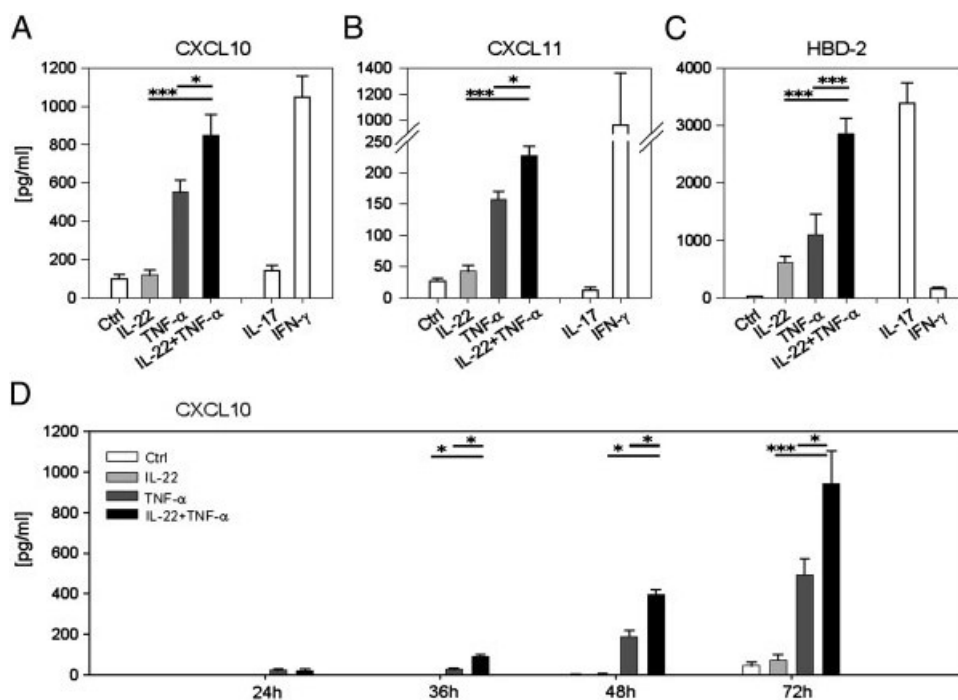 A
CXCL10
[pg/ml]
1200
1000
800
600
400
200
0
***
*
Ctrl
IL-22
TNF-α
IL-22+TNF-α
IL-17
IFN-γ
B
CXCL11
1400
1200
1000
250
200
150
100
50
0
***
*
Ctrl
IL-22
TNF-α
IL-22+TNF-α
IL-17
IFN-γ
C
HBD-2
4000
3000
2000
1000
0
***
***
Ctrl
IL-22
TNF-α
IL-22+TNF-α
IL-17
IFN-γ
D
CXCL10
[pg/ml]
1200
1000
800
600
400
200
0
Ctrl
IL-22
TNF-α
IL-22+TNF-α
*
*
*
*
***
*
24h
36h
48h
72h